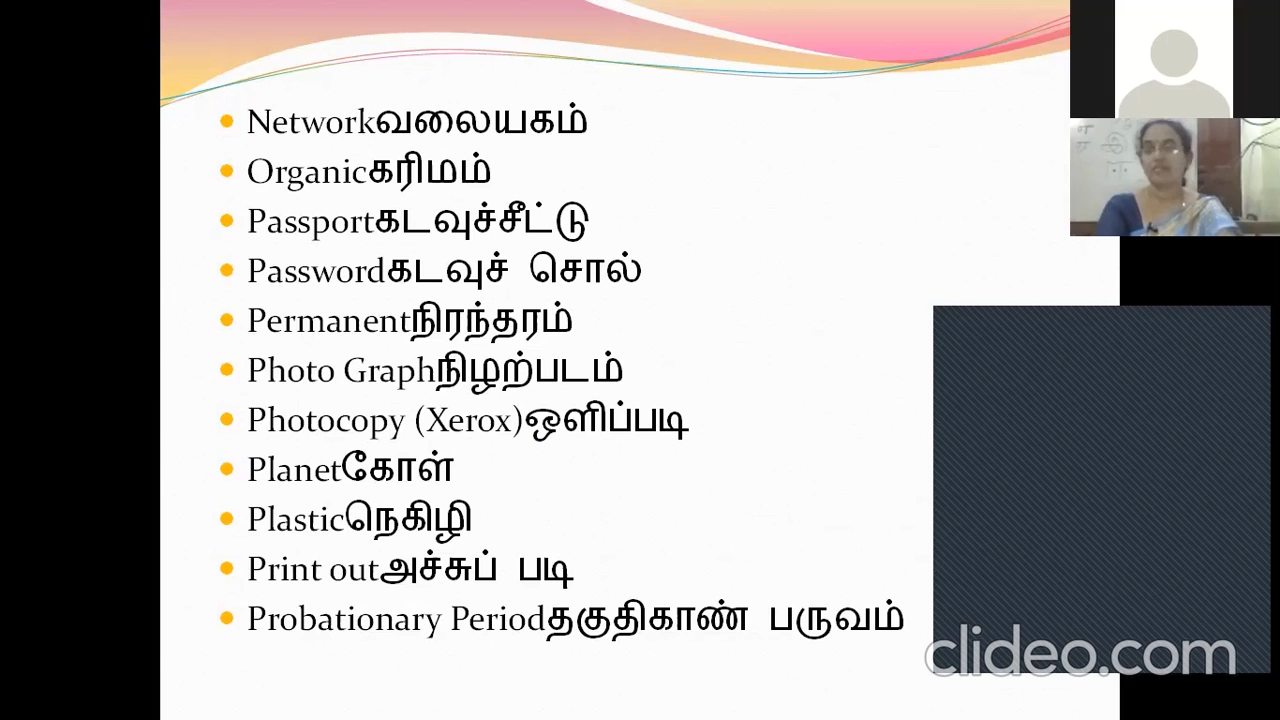 Networkவலையகம்
Organicகரிமம்
Passportகடவுச்சீட்டு
Passwordகடவுச் சொல்
Permanentநிரந்தரம்
Photo Graphநிழற்படம்
Photocopy (Xerox)ஒளிப்படி
Planetகோள்
Plasticநெகிழி
Print outஅச்சுப் படி
Probationary Periodதகுதிகாண் பருவம்
clideo.com